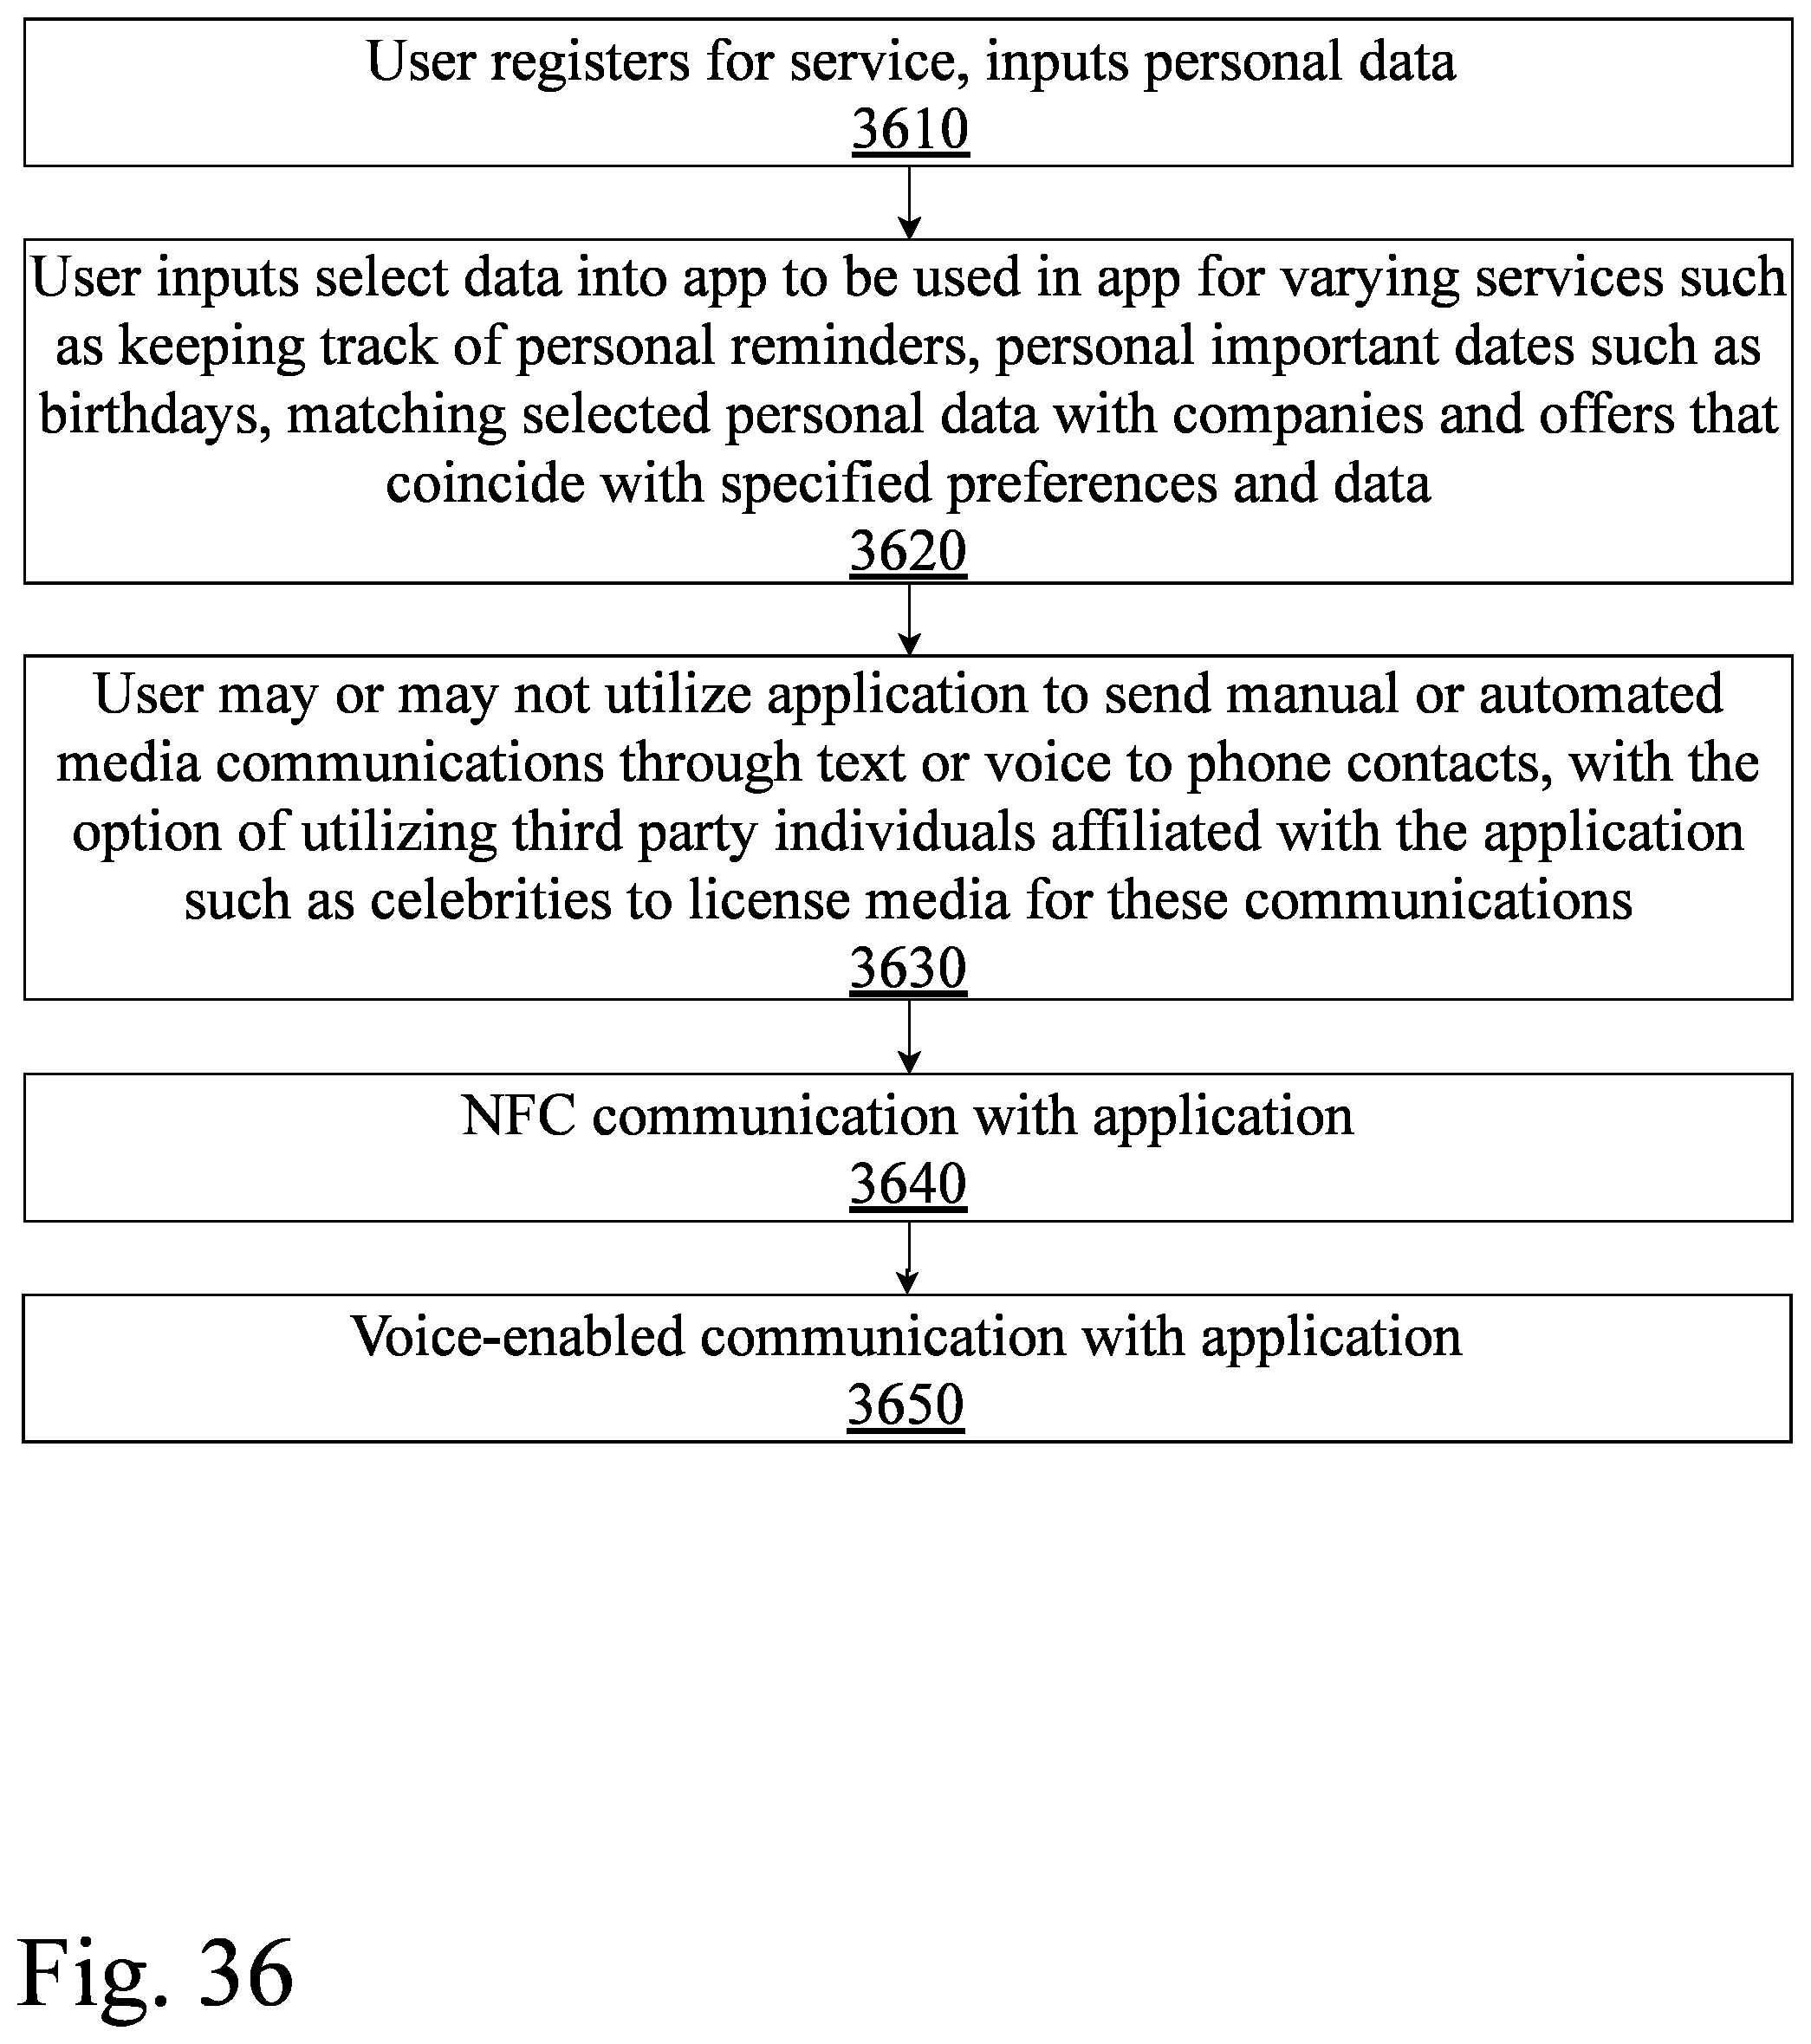 User registers for service, inputs personal data
3610
User inputs select data into app to be used in app for varying services such
as keeping track of personal reminders, personal important dates such as
birthdays, matching selected personal data with companies and offers that
coincide with specified preferences and data
3620
User may or may not utilize application to send manual or automated
media communications through text or voice to phone contacts, with the
option of utilizing third party individuals affiliated with the application
such as celebrities to license media for these communications
3630
NFC communication with application
3640
Voice-enabled communication with application
3650
Fig. 36